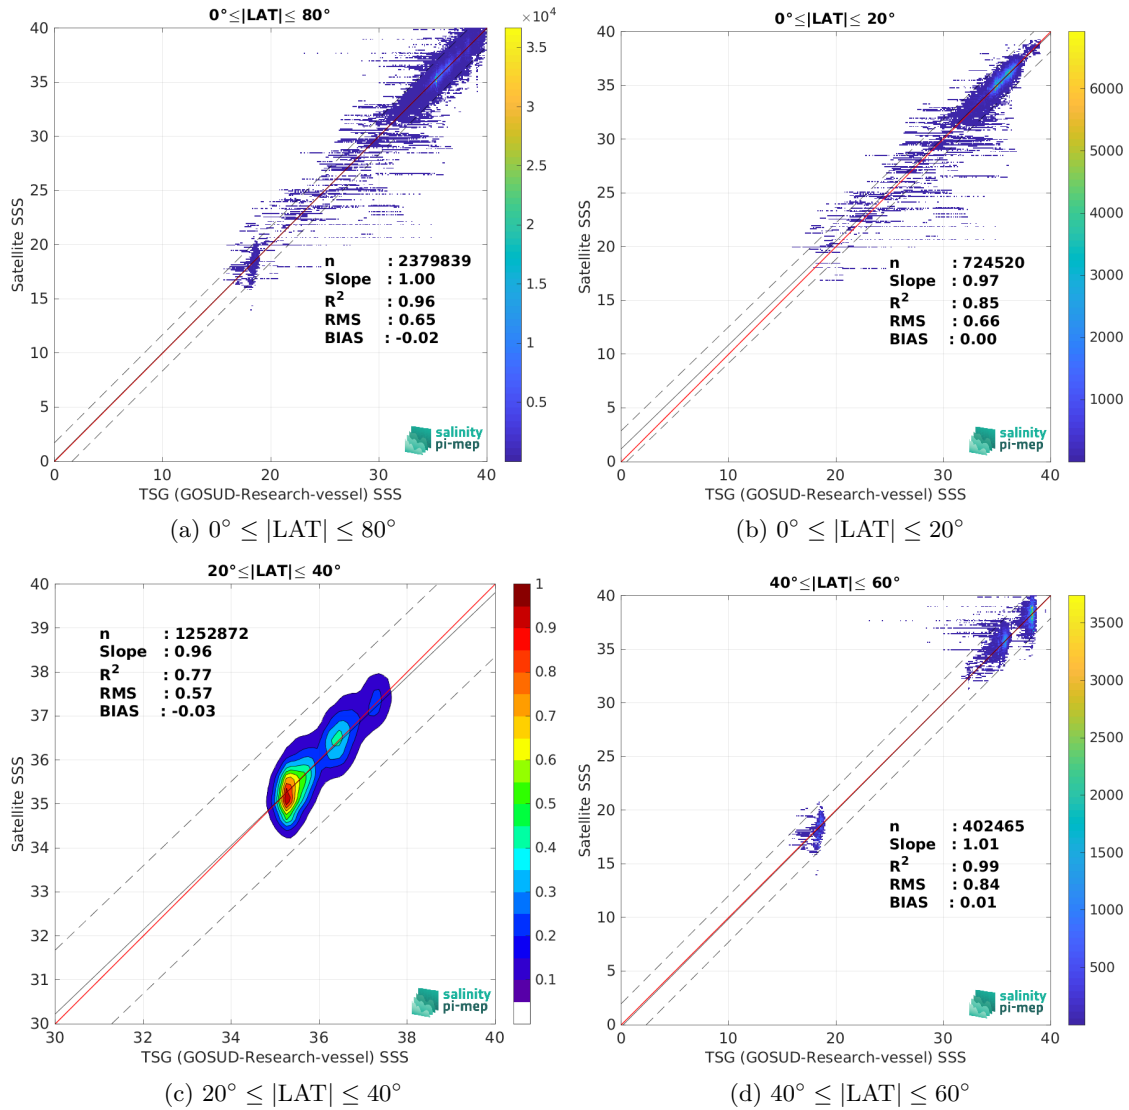 0°≤|LAT|≤ 80°
×10⁴
Satellite SSS
40
35
30
25
20
15
10
5
0
n : 2379839
Slope : 1.00
R² : 0.96
RMS : 0.65
BIAS : -0.02
salinity
pi-mep
0 10 20 30 40
TSG (GOSUD-Research-vessel) SSS
3.5
3
2.5
2
1.5
1
0.5
(a) 0° ≤ |LAT| ≤ 80°
0°≤|LAT|≤ 20°
Satellite SSS
40
35
30
25
20
15
10
5
0
n : 724520
Slope : 0.97
R² : 0.85
RMS : 0.66
BIAS : 0.00
salinity
pi-mep
0 10 20 30 40
TSG (GOSUD-Research-vessel) SSS
6000
5000
4000
3000
2000
1000
(b) 0° ≤ |LAT| ≤ 20°
20°≤|LAT|≤ 40°
Satellite SSS
40
39
38
37
36
35
34
33
32
31
30
n : 1252872
Slope : 0.96
R² : 0.77
RMS : 0.57
BIAS : -0.03
salinity
pi-mep
30 32 34 36 38 40
TSG (GOSUD-Research-vessel) SSS
1
0.9
0.8
0.7
0.6
0.5
0.4
0.3
0.2
0.1
(c) 20° ≤ |LAT| ≤ 40°
40°≤|LAT|≤ 60°
Satellite SSS
40
35
30
25
20
15
10
5
0
n : 402465
Slope : 1.01
R² : 0.99
RMS : 0.84
BIAS : 0.01
salinity
pi-mep
0 10 20 30 40
TSG (GOSUD-Research-vessel) SSS
3500
3000
2500
2000
1500
1000
500
(d) 40° ≤ |LAT| ≤ 60°